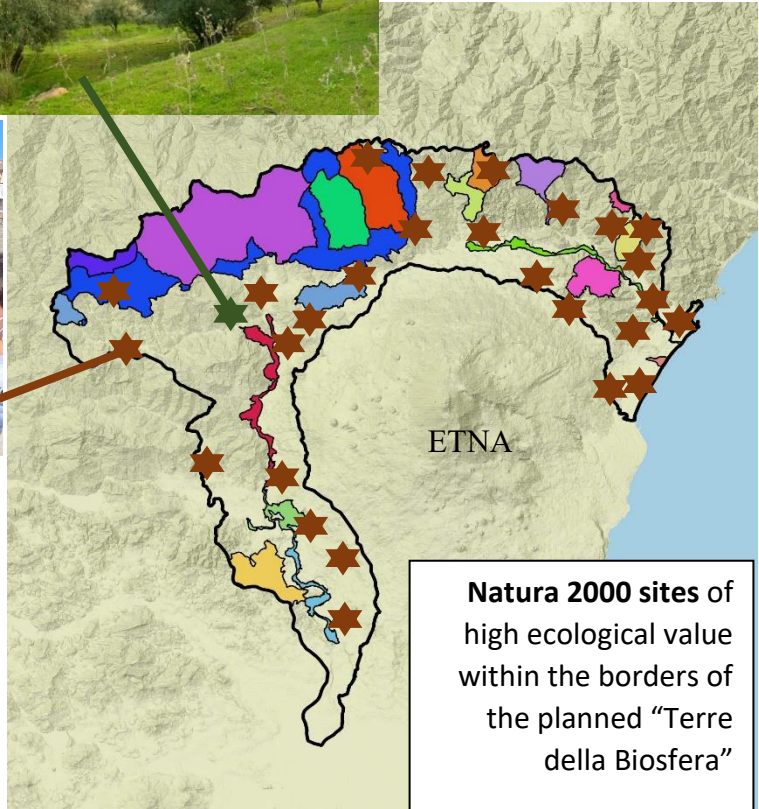 ETNA
Natura 2000 sites of
high ecological value
within the borders of
the planned “Terre
della Biosfera”